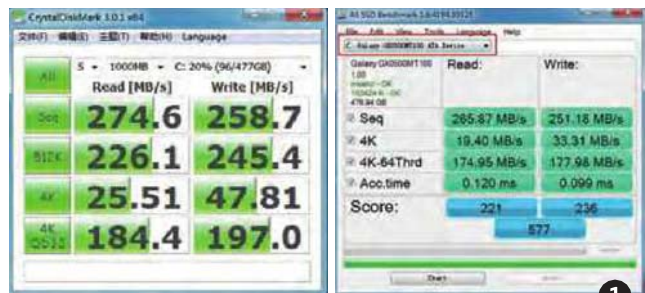 CrystalDiskMark 3.0.1 x64
文件(F) 编辑(E) 主题(T) 帮助(H) Language
All
5 1000MB C: 20% (96/477GB)
Read [MB/s] Write [MB/s]
Seq 274.6 258.7
512K 226.1 245.4
4K 25.51 47.81
4K QD32 184.4 197.0
AS SSD Benchmark
File Edit View Tools Language Help
Read: Write:
478.94 GB
Seq 265.87 MB/s 251.18 MB/s
4K 19.40 MB/s 33.31 MB/s
4K-64Thrd 174.95 MB/s 177.98 MB/s
Acc.time 0.120 ms 0.099 ms
Score: 221 236
577
Start
1